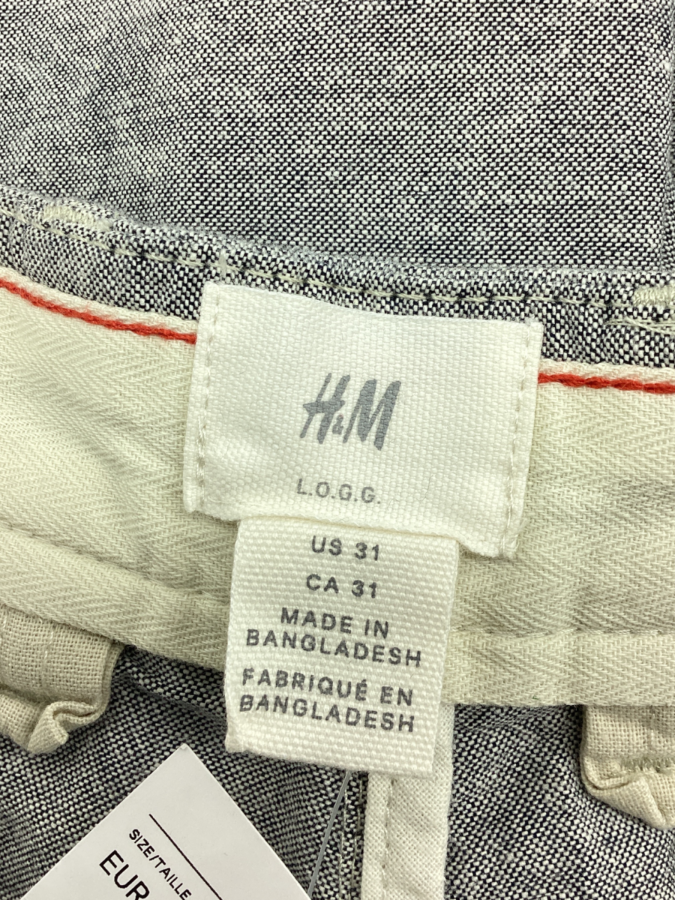 H&M
L.O.G.G.
US 31
CA 31
MADE IN
BANGLADESH
FABRIQUÉ EN
BANGLADESH
SIZE/TAILLE
EUR